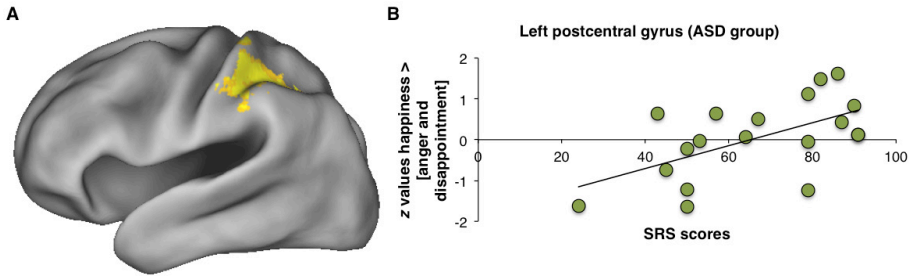 A
B
Left postcentral gyrus (ASD group)
z values happiness >
[anger and
disappointment]
2
1
0
-1
-2
0
20
40
60
80
100
SRS scores